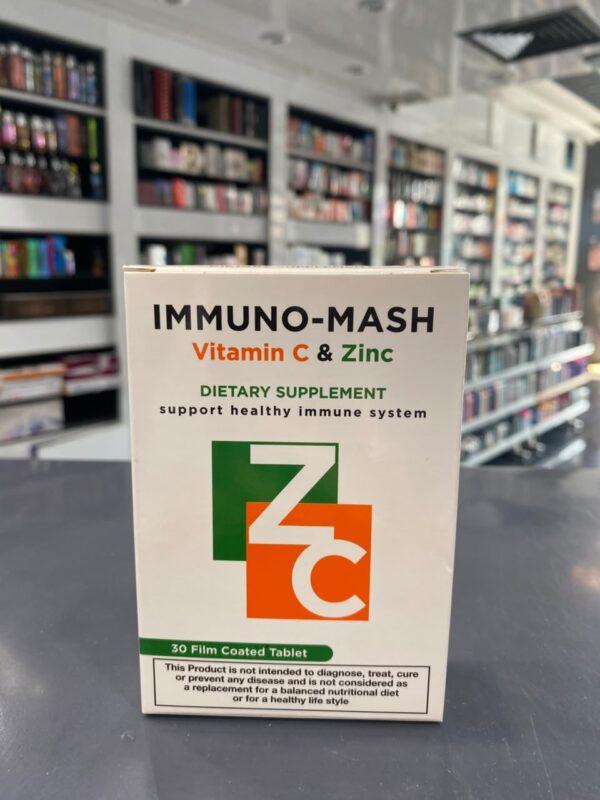 IMMUNO-MASH
Vitamin C & Zinc
DIETARY SUPPLEMENT
support healthy immune system
Z
C
30 Film Coated Tablet
This Product is not intended to diagnose, treat, cure
or prevent any disease and is not considered as
a replacement for a balanced nutritional diet
or for a healthy life style